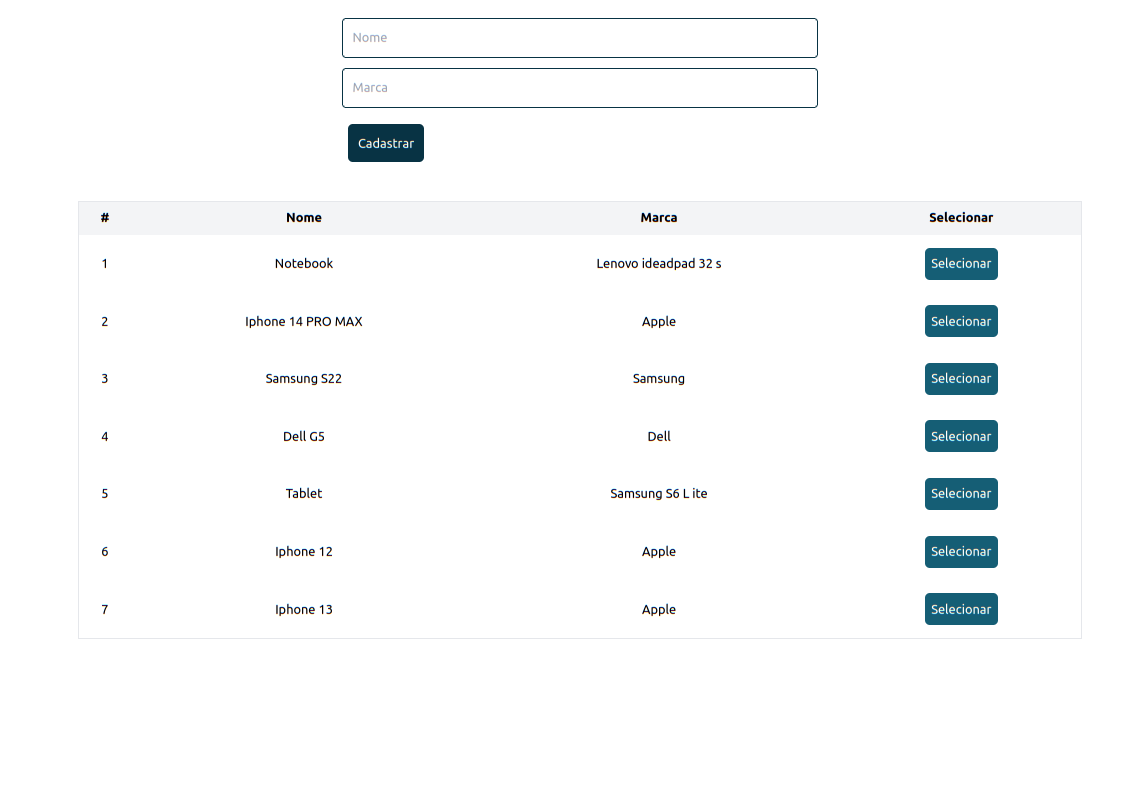 Nome
Marca
Cadastrar
# Nome Marca Selecionar
1 Notebook Lenovo ideadpad 32 s Selecionar
2 Iphone 14 PRO MAX Apple Selecionar
3 Samsung S22 Samsung Selecionar
4 Dell G5 Dell Selecionar
5 Tablet Samsung S6 L ite Selecionar
6 Iphone 12 Apple Selecionar
7 Iphone 13 Apple Selecionar